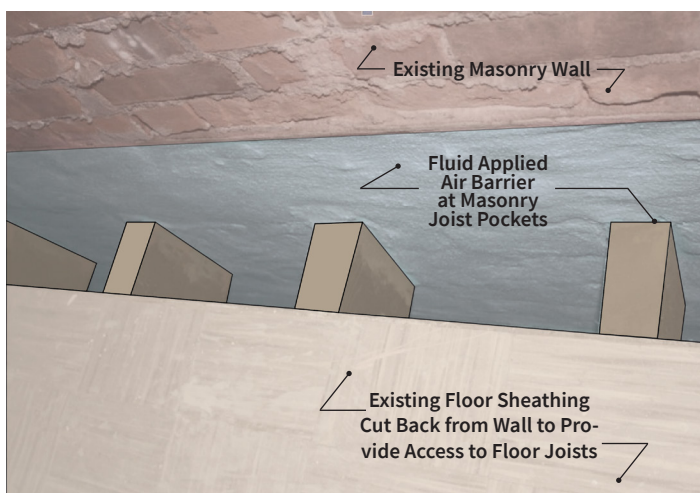 Existing Masonry Wall
Fluid Applied
Air Barrier
at Masonry
Joist Pockets
Existing Floor Sheathing
Cut Back from Wall to Pro-
vide Access to Floor Joists